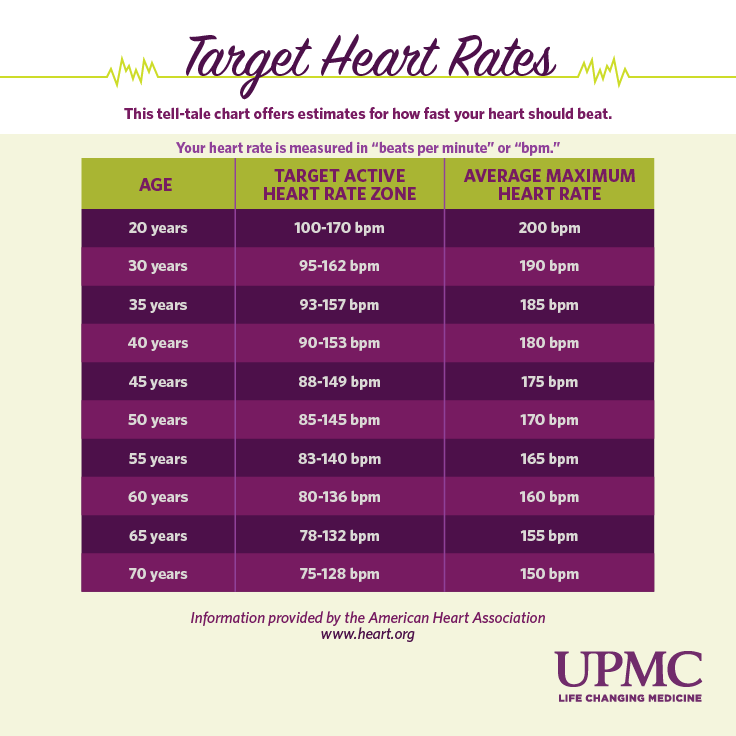 Target Heart Rates
This tell-tale chart offers estimates for how fast your heart should beat.
Your heart rate is measured in “beats per minute” or “bpm.”
AGE
TARGET ACTIVE
HEART RATE ZONE
AVERAGE MAXIMUM
HEART RATE
20 years 100-170 bpm 200 bpm
30 years 95-162 bpm 190 bpm
35 years 93-157 bpm 185 bpm
40 years 90-153 bpm 180 bpm
45 years 88-149 bpm 175 bpm
50 years 85-145 bpm 170 bpm
55 years 83-140 bpm 165 bpm
60 years 80-136 bpm 160 bpm
65 years 78-132 bpm 155 bpm
70 years 75-128 bpm 150 bpm
Information provided by the American Heart Association
www.heart.org
UPMC
LIFE CHANGING MEDICINE